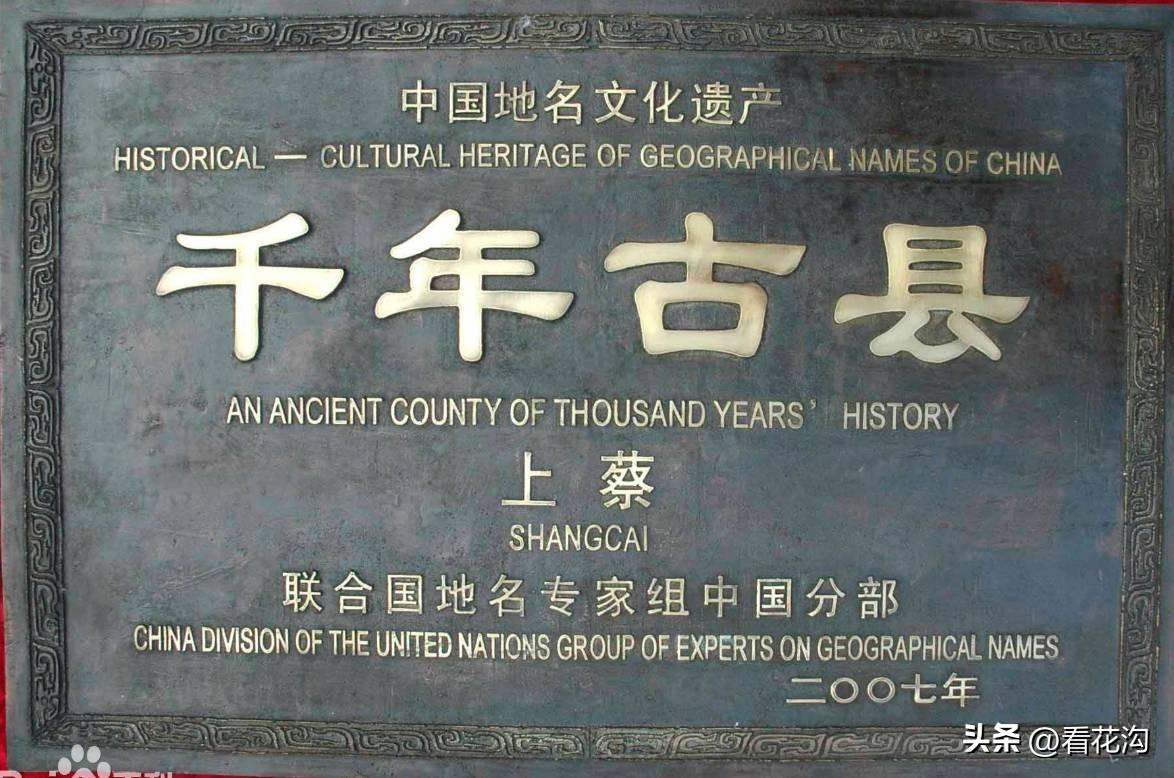 中国地名文化遗产
HISTORICAL — CULTURAL HERITAGE OF GEOGRAPHICAL NAMES OF CHINA
千年古县
AN ANCIENT COUNTY OF THOUSAND YEARS' HISTORY
上蔡
SHANGCAI
联合国地名专家组中国分部
CHINA DIVISION OF THE UNITED NATIONS GROUP OF EXPERTS ON GEOGRAPHICAL NAMES
二〇〇七年
头条 @看花沟